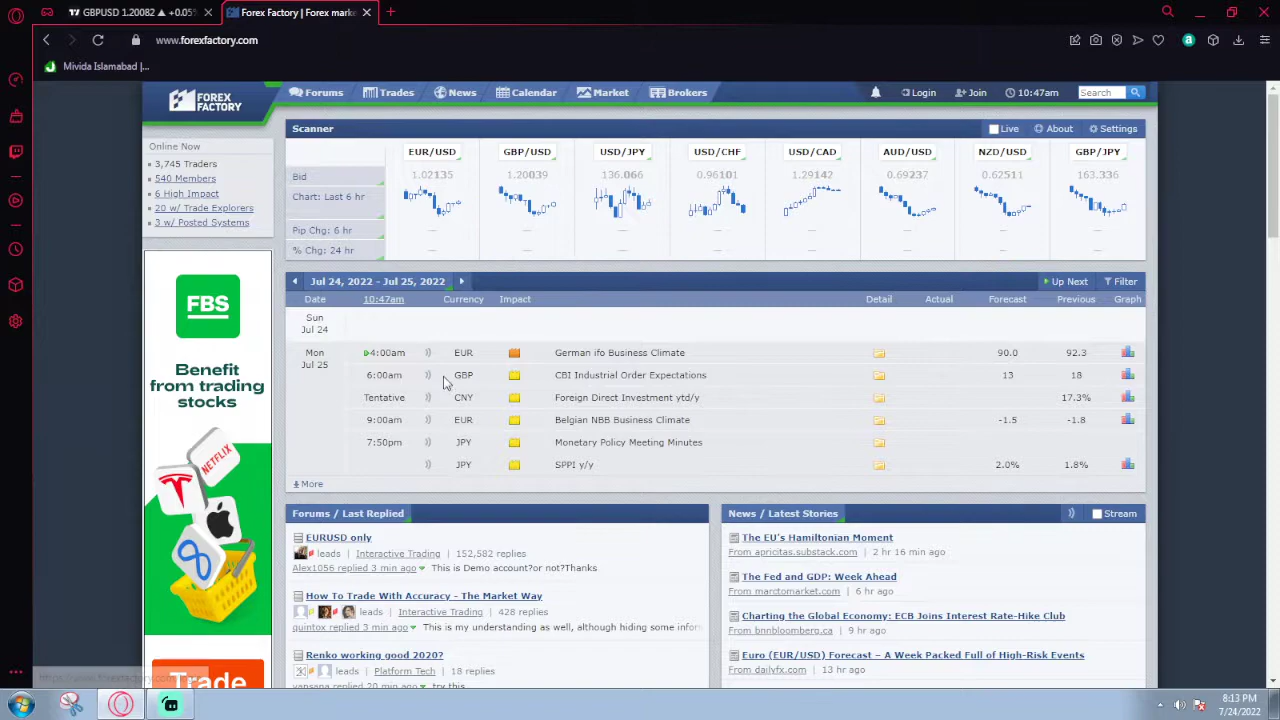 GBPUSD 1.20082 ▲ +0.05%
Forex Factory | Forex mark
www.forexfactory.com
Mivida Islamabad |...
FOREX FACTORY
Forums
Trades
News
Calendar
Market
Brokers
Login
Join
10:47am
Search
Online Now
3,745 Traders
540 Members
6 High Impact
20 w/ Trade Explorers
3 w/ Posted Systems
Scanner
Live
About
Settings
EUR/USD GBP/USD USD/JPY USD/CHF USD/CAD AUD/USD NZD/USD GBP/JPY
Bid 1.02135 1.20039 136.066 0.96101 1.29142 0.69237 0.62511 163.336
Chart: Last 6 hr
Pip Chg: 6 hr
% Chg: 24 hr
FBS
Benefit
from trading
stocks
NETFLIX
Trade
Jul 24, 2022 - Jul 25, 2022
Up Next
Filter
Date 10:47am Currency Impact Detail Actual Forecast Previous Graph
Sun
Jul 24
Mon
Jul 25
4:00am EUR German ifo Business Climate 90.0 92.3
6:00am GBP CBI Industrial Order Expectations 13 18
Tentative CNY Foreign Direct Investment ytd/y 17.3%
9:00am EUR Belgian NBB Business Climate -1.5 -1.8
7:50pm JPY Monetary Policy Meeting Minutes
JPY SPPI y/y 2.0% 1.8%
More
Forums / Last Replied
EURUSD only
leads | Interactive Trading | 152,582 replies
Alex1056 replied 3 min ago This is Demo account?or not?Thanks
How To Trade With Accuracy - The Market Way
leads | Interactive Trading | 428 replies
quintox replied 3 min ago This is my understanding as well, although hiding some infor
Renko working good 2020?
leads | Platform Tech | 18 replies
vansana replied 20 min ago try this
News / Latest Stories
Stream
The EU's Hamiltonian Moment
From apricitas.substack.com | 2 hr 16 min ago
The Fed and GDP: Week Ahead
From marctomarket.com | 6 hr ago
Charting the Global Economy: ECB Joins Interest Rate-Hike Club
From bnnbloomberg.ca | 9 hr ago
Euro (EUR/USD) Forecast – A Week Packed Full of High-Risk Events
From dailyfx.com | 13 hr ago
8:13 PM
7/24/2022